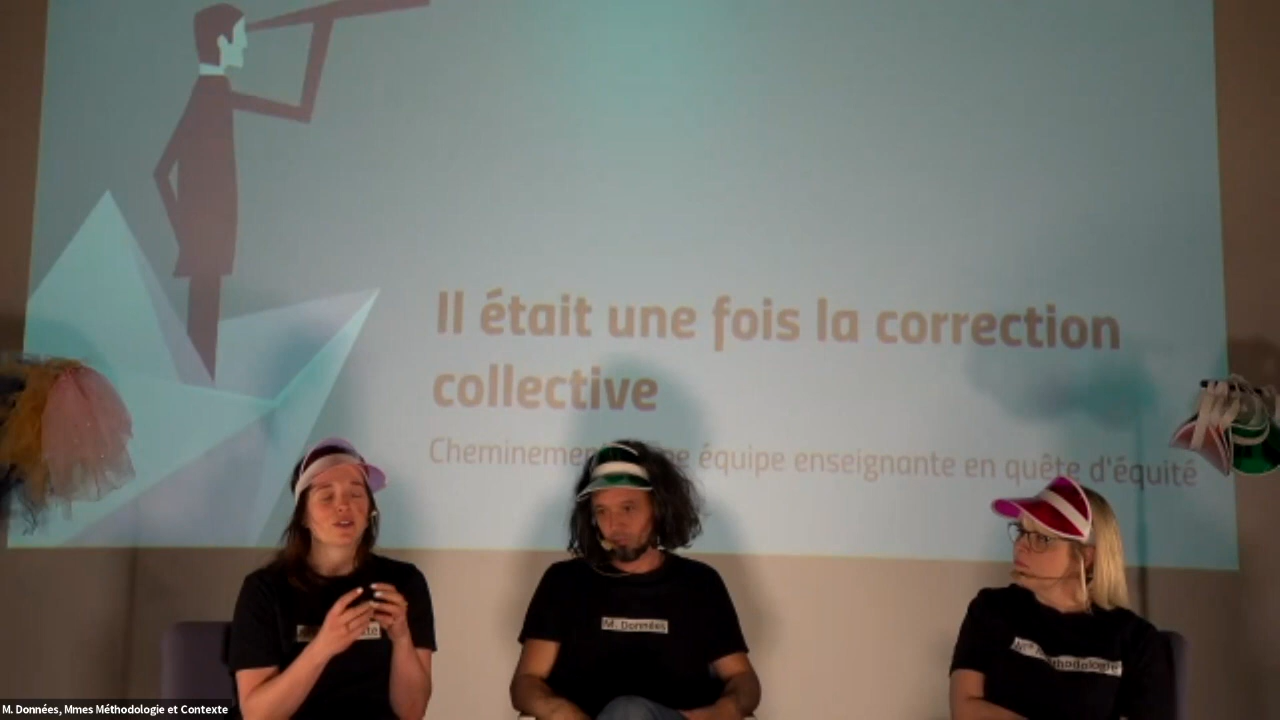 Il était une fois la correction
collective
équipe enseignante en quête d'équité
M. Données
M. Données, Mmes Méthodologie et Contexte